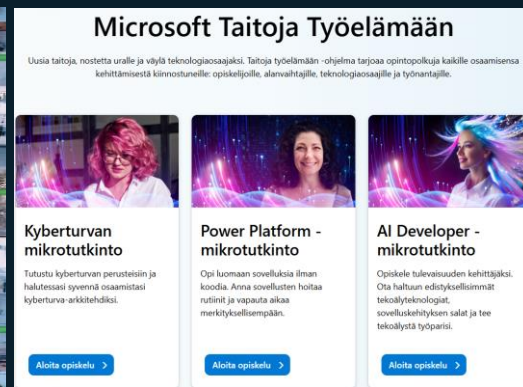 Microsoft Taitoja Työelämään
Uusia taitoja, nostetta uralle ja väylä teknologiaosaajaksi. Taitoja työelämään -ohjelma tarjoaa opintopolkuja kaikille osaamisensa
kehittämisestä kiinnostuneille: opiskelijoille, alanvaihtajille, teknologiaosaajille ja työnantajille.
Kyberturvan
mikrotutkinto
Tutustu kyberturvan perusteisiin ja
halutessasi syvennä osaamistasi
kyberturva-arkkitehdiksi.
Aloita opiskelu >
Power Platform -
mikrotutkinto
Opi luomaan sovelluksia ilman
koodia. Anna sovellusten hoitaa
rutiinit ja vapauta aikaa
merkityksellisempään.
Aloita opiskelu >
AI Developer -
mikrotutkinto
Opiskele tulevaisuuden kehittäjäksi.
Ota haltuun edistyksellisimmät
tekoälyteknologiat,
sovelluskehityksen salat ja tee
tekoälystä työparisi.
Aloita opiskelu >